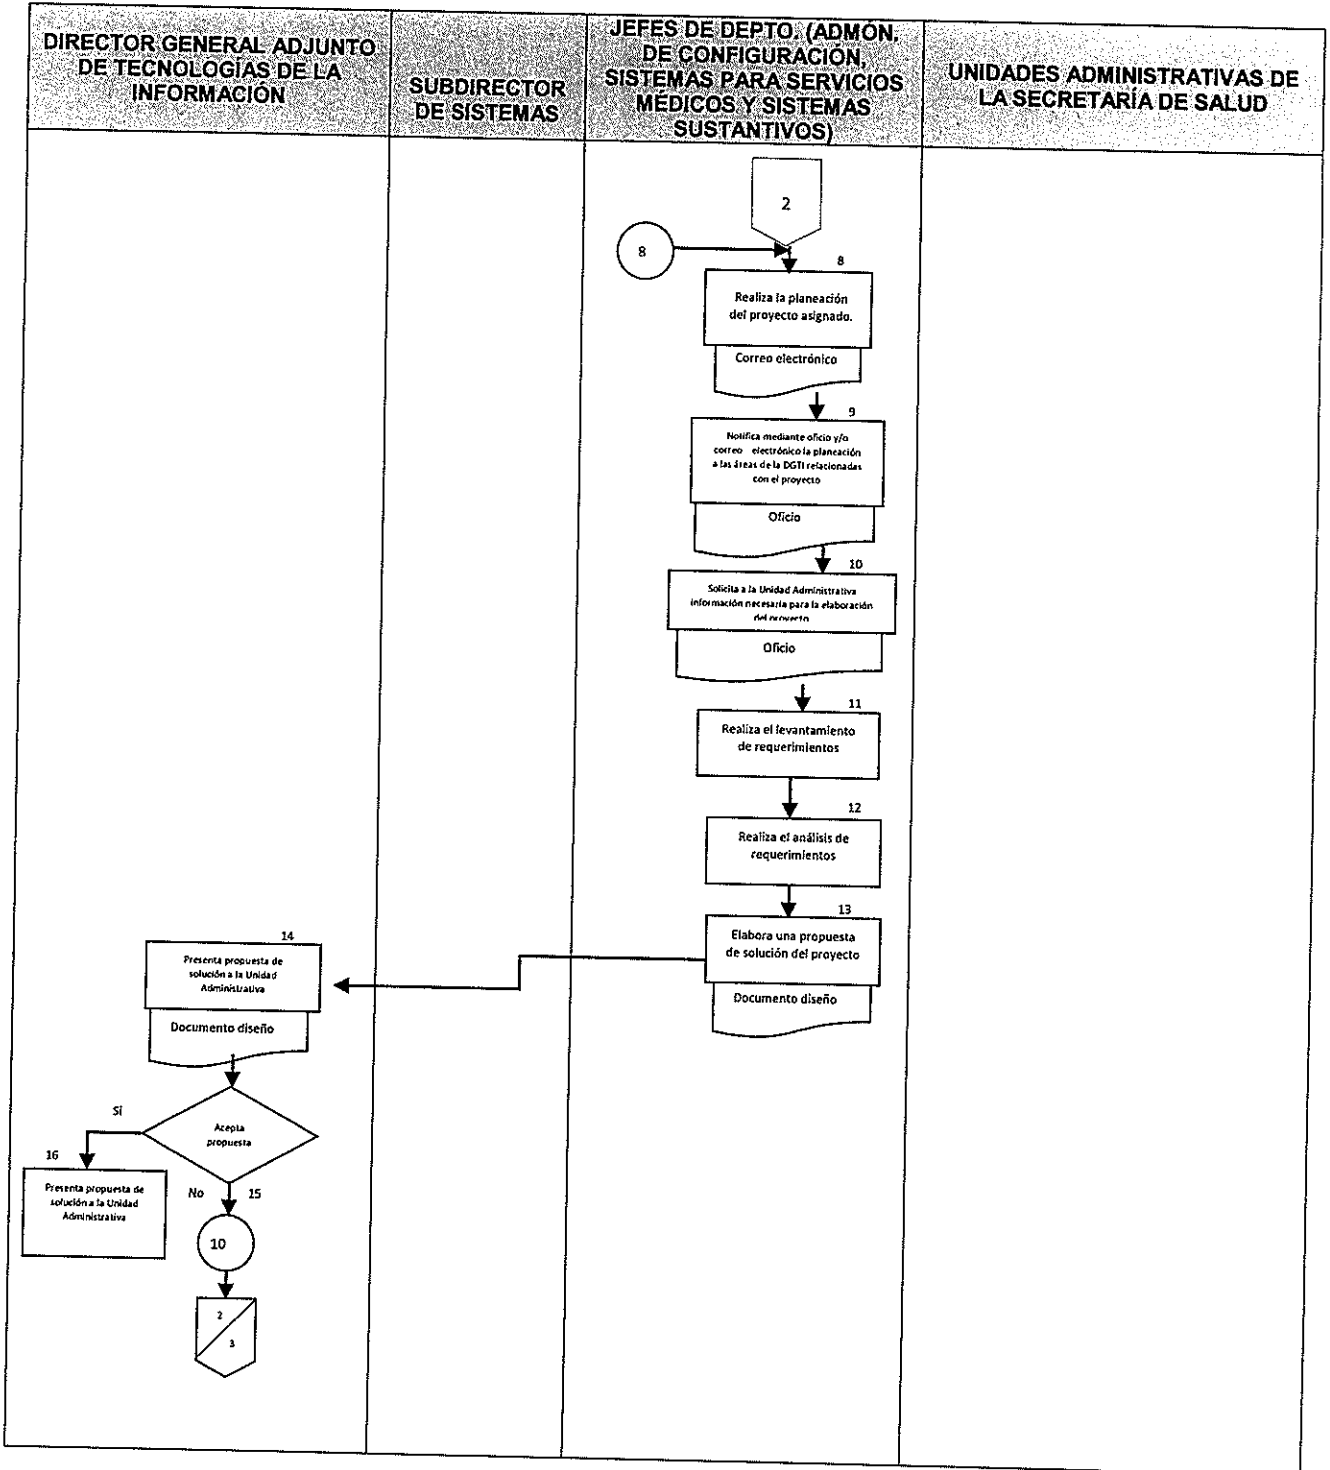 DIRECTOR GENERAL ADJUNTO
DE TECNOLOGÍAS DE LA
INFORMACIÓN
SUBDIRECTOR
DE SISTEMAS
JEFES DE DEPTO. (ADMÓN.
DE CONFIGURACIÓN,
SISTEMAS PARA SERVICIOS
MÉDICOS Y SISTEMAS
SUSTANTIVOS)
UNIDADES ADMINISTRATIVAS DE
LA SECRETARÍA DE SALUD
2
8
8
Realiza la planeación
del proyecto asignado.
Correo electrónico
9
Notifica mediante oficio y/o
correo electrónico la planeación
a las áreas de la DGTI relacionadas
con el proyecto
Oficio
10
Solicita a la Unidad Administrativa
información necesaria para la elaboración
del proyecto
Oficio
11
Realiza el levantamiento
de requerimientos
12
Realiza el análisis de
requerimientos
13
Elabora una propuesta
de solución del proyecto
Documento diseño
14
Presenta propuesta de
solución a la Unidad
Administrativa
Documento diseño
Acepta
propuesta
Si
16
Presenta propuesta de
solución a la Unidad
Administrativa
No
15
10
2
3